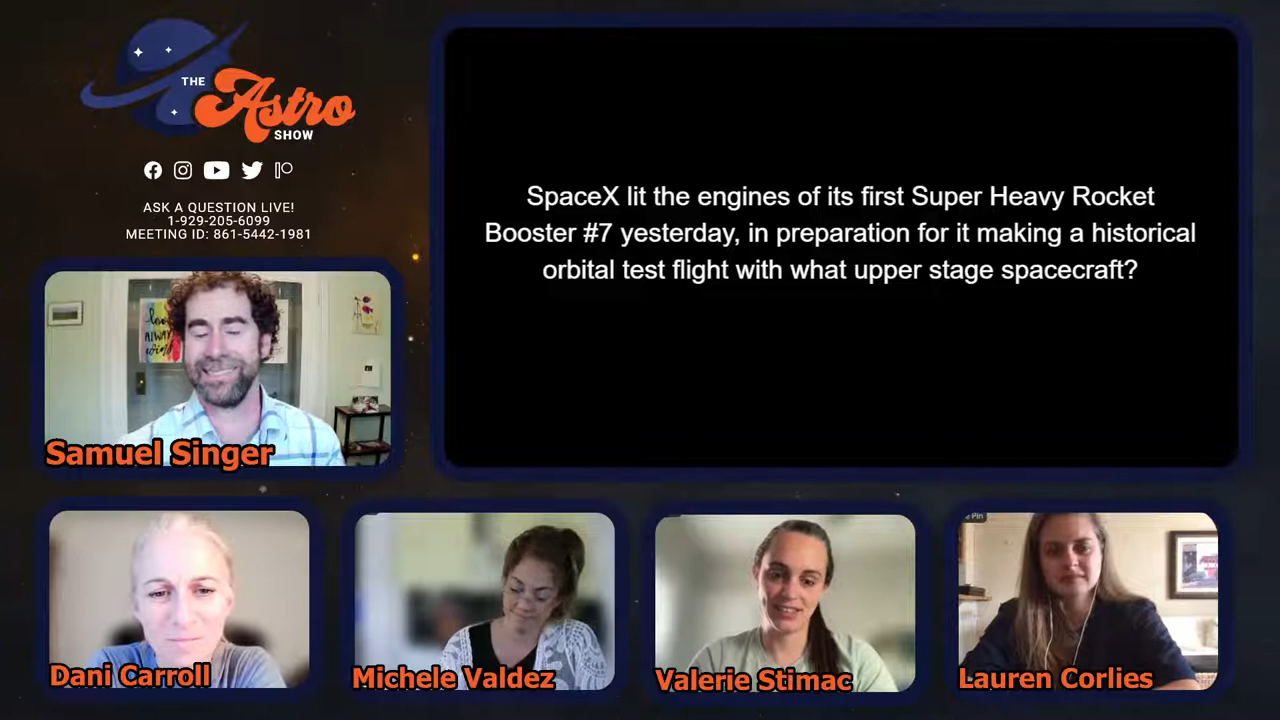 THE
Astro
SHOW
ASK A QUESTION LIVE!
1-929-205-6099
MEETING ID: 861-5442-1981
SpaceX lit the engines of its first Super Heavy Rocket
Booster #7 yesterday, in preparation for it making a historical
orbital test flight with what upper stage spacecraft?
Samuel Singer
Dani Carroll
Michele Valdez
Valerie Stimac
Pin
Lauren Corlies